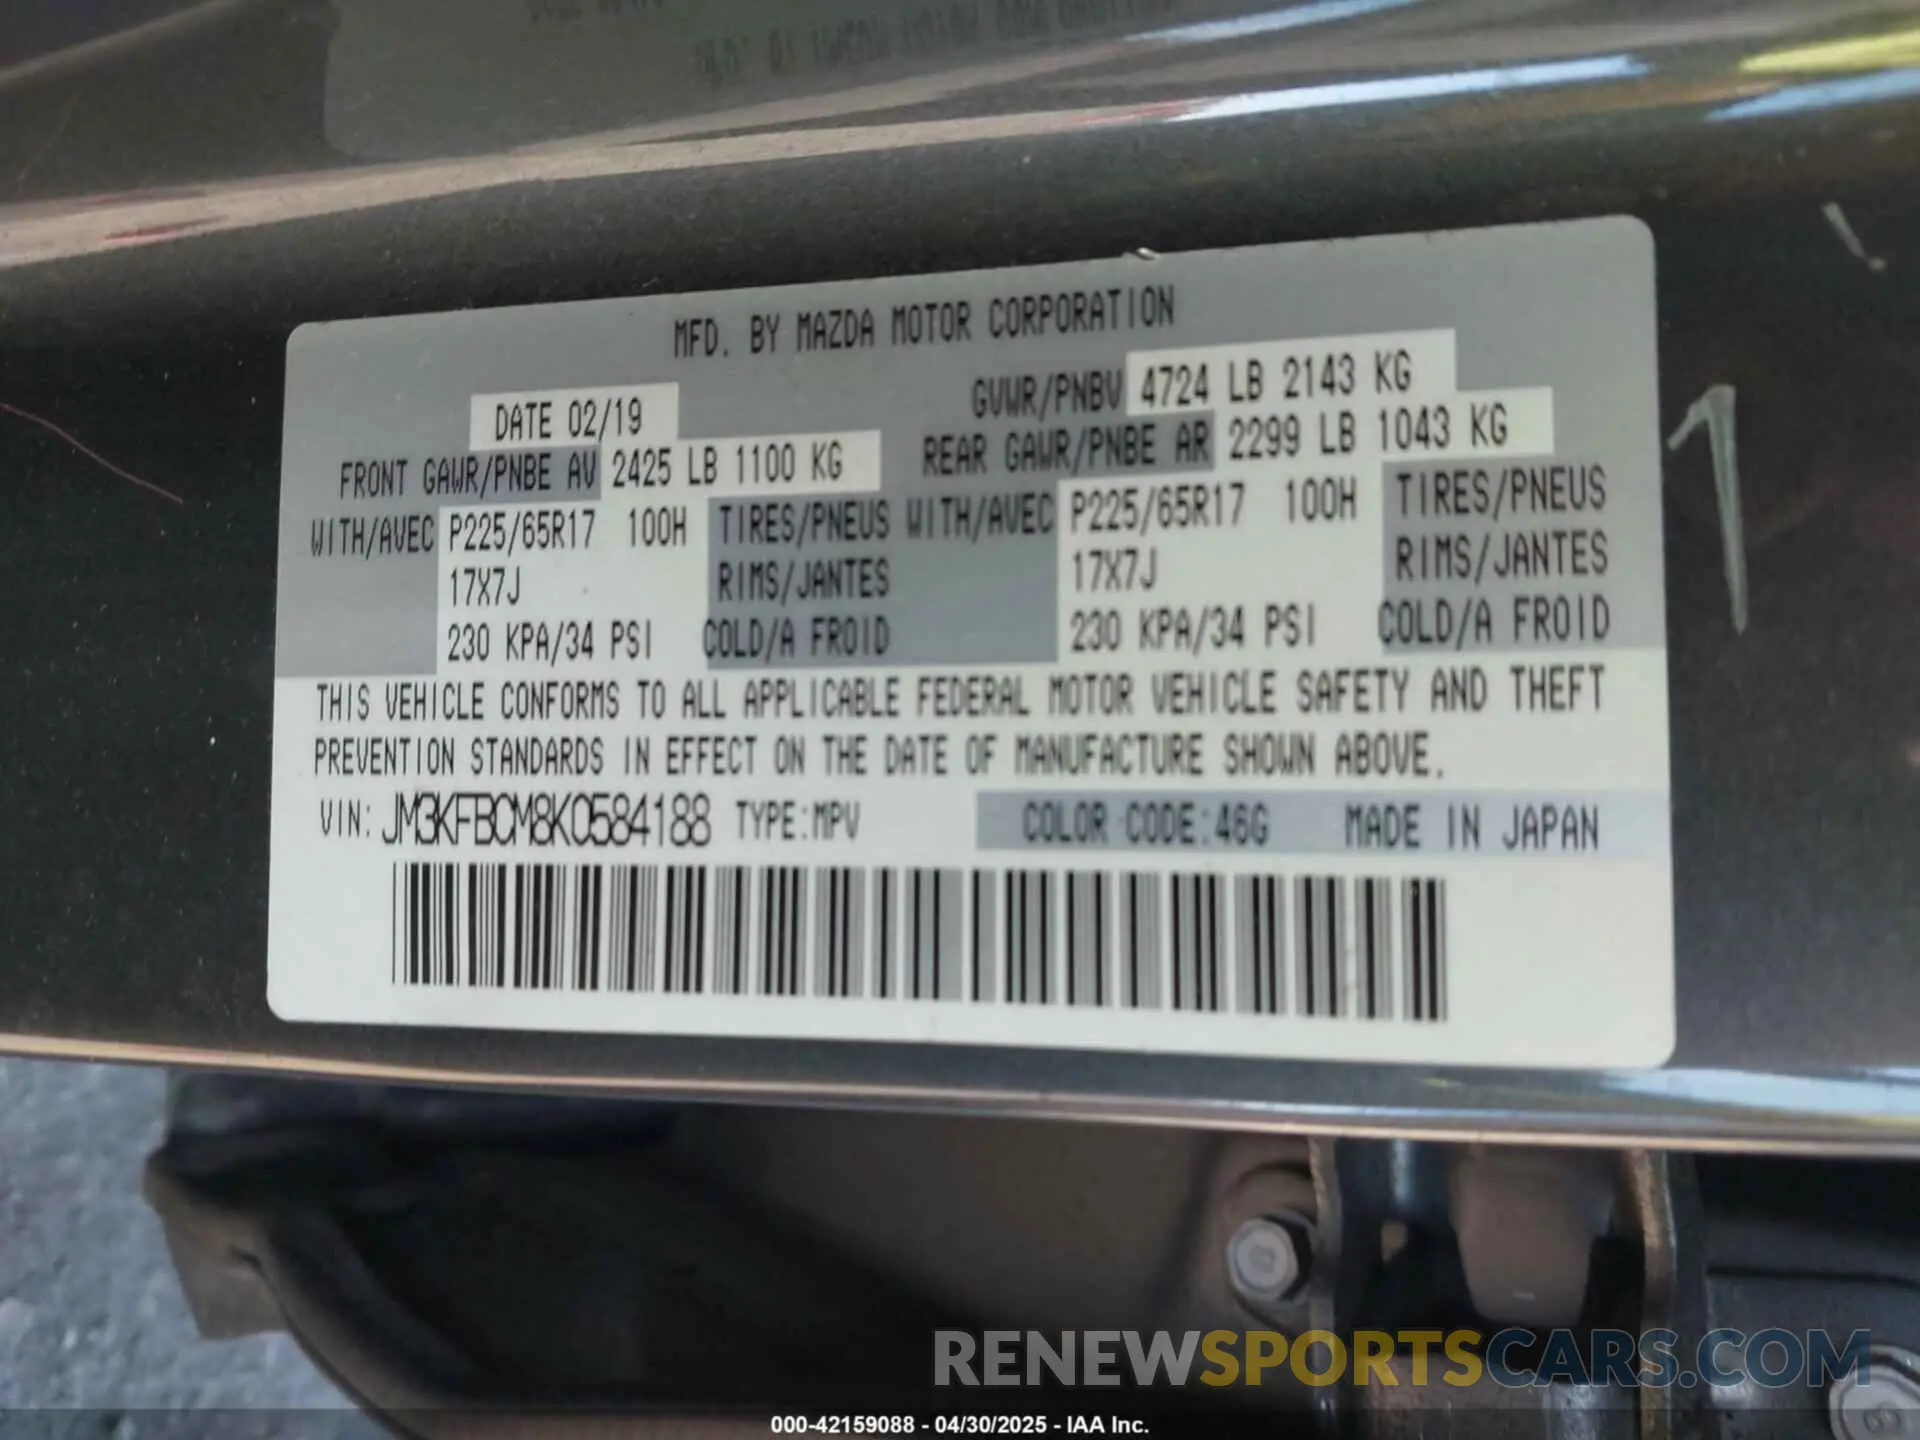 MFD. BY MAZDA MOTOR CORPORATION
DATE 02/19 GVWR/PNBV 4724 LB 2143 KG
FRONT GAWR/PNBE AV 2425 LB 1100 KG REAR GAWR/PNBE AR 2299 LB 1043 KG
WITH/AVEC P225/65R17 100H TIRES/PNEUS WITH/AVEC P225/65R17 100H TIRES/PNEUS
17X7J RIMS/JANTES 17X7J RIMS/JANTES
230 KPA/34 PSI COLD/A FROID 230 KPA/34 PSI COLD/A FROID
THIS VEHICLE CONFORMS TO ALL APPLICABLE FEDERAL MOTOR VEHICLE SAFETY AND THEFT
PREVENTION STANDARDS IN EFFECT ON THE DATE OF MANUFACTURE SHOWN ABOVE.
VIN: JM3KFBCM8K0584188 TYPE:MPV COLOR CODE:46G MADE IN JAPAN
1
RENEWSPORTSCARS.COM
000-42159088 - 04/30/2025 - IAA Inc.